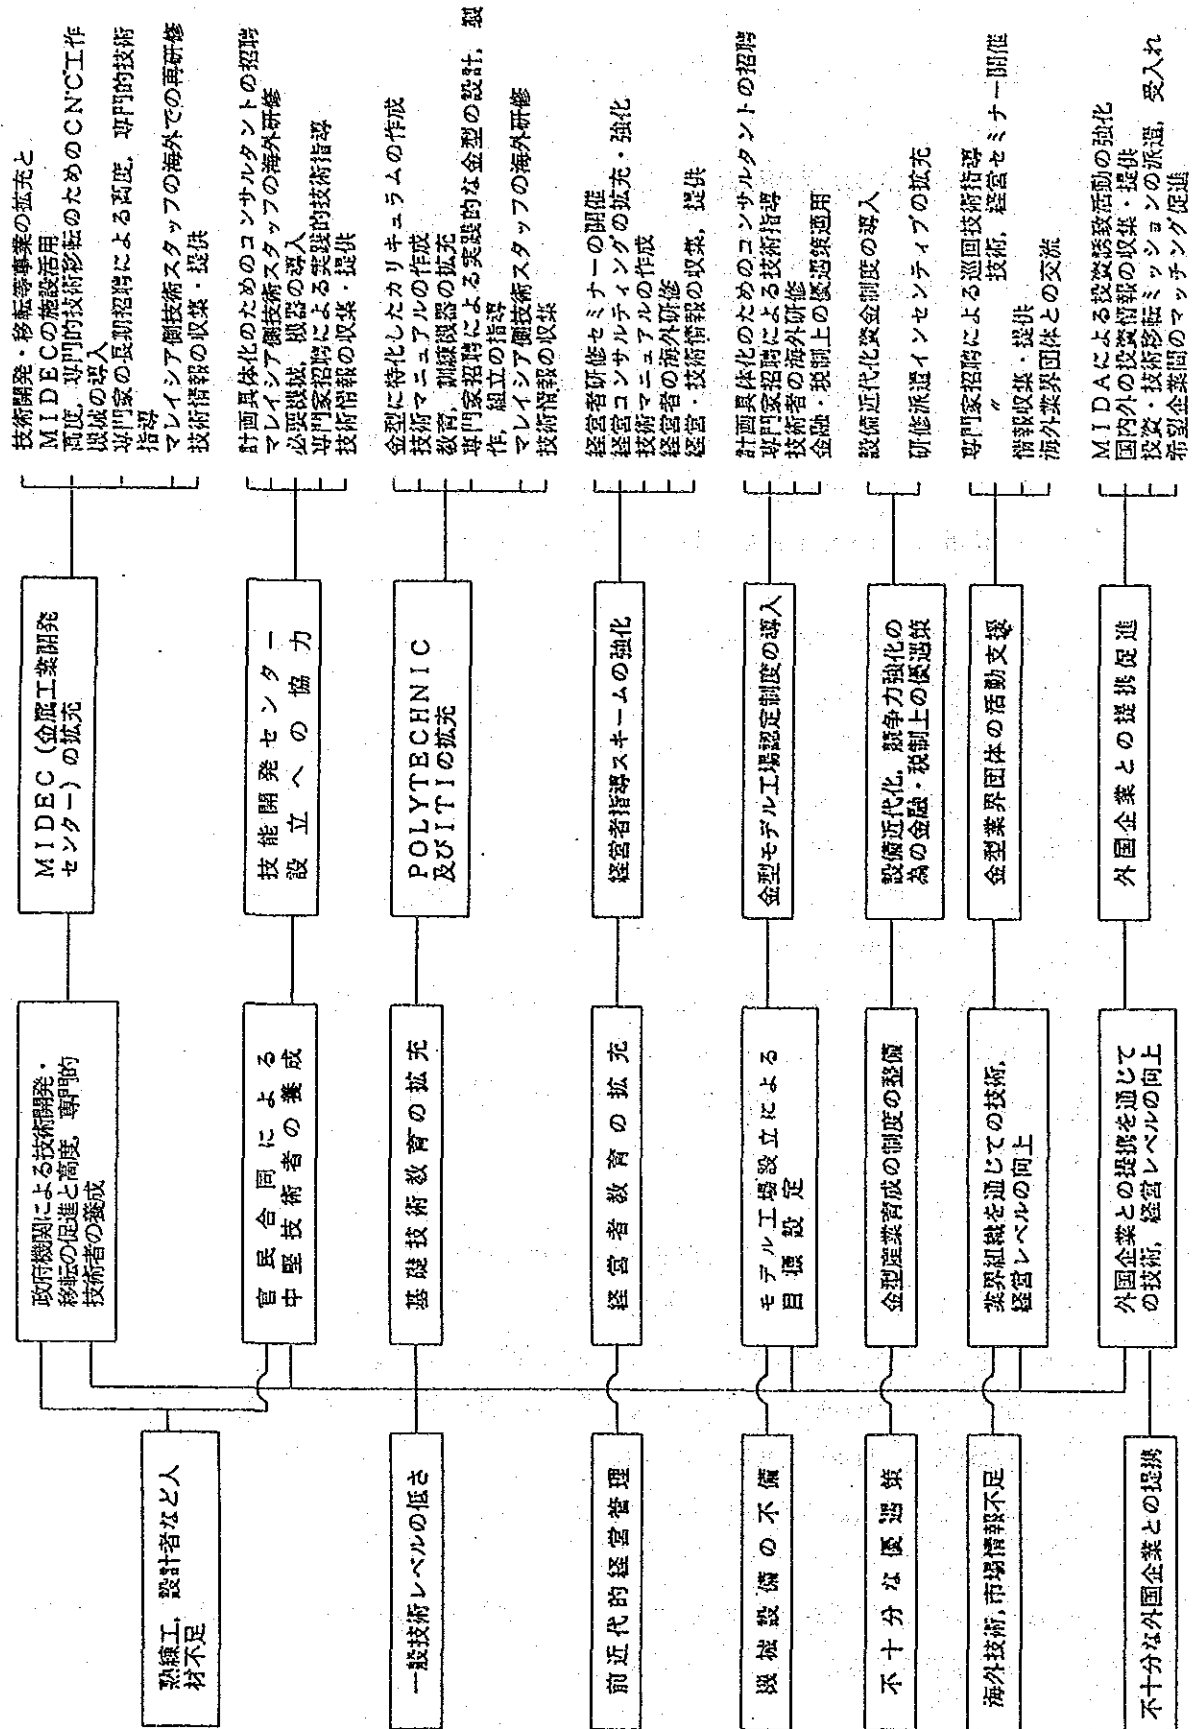 熟練工，設計者など人
材不足
一般技術レベルの低さ
前近代的経営管理
機械設備の不備
不十分な優遇策
海外技術,市場情報不足
不十分な外国企業との提携
政府機関による技術開発・
移転の促進と高度，専門的
技術者の養成
官民合同による
中堅技術者の養成
基礎技術教育の拡充
経営者教育の拡充
モデル工場設立による
目標設定
金型産業育成の制度の整備
業界組織を通じての技術，
経営レベルの向上
外国企業との提携を通じて
の技術，経営レベルの向上
MIDEC（金属工業開発
センター）の拡充
技能開発センター
設立への協力
POLYTECHNIC
及びITIの拡充
経営者指導スキームの強化
金型モデル工場認定制度の導入
設備近代化，競争力強化の
為の金融・税制上の優遇策
金型業界団体の活動支援
外国企業との提携促進
技術開発・移転等事業の拡充と
MIDECの施設活用
高度，専門的技術移転のためのCNC工作
機械の導入
専門家の長期招聘による高度，専門的技術
指導
マレイシア側技術スタッフの海外での再研修
技術情報の収集・提供
計画具体化のためのコンサルタントの招聘
マレイシア側技術スタッフの海外研修
必要機械，機器の導入
専門家招聘による実践的技術指導
技術情報の収集・提供
金型に特化したカリキュラムの作成
技術マニュアルの作成
教育，訓練機器の拡充
専門家招聘による実践的な金型の設計，製
作，組立の指導
マレイシア側技術スタッフの海外研修
技術情報の収集
経営者研修セミナーの開催
経営コンサルティングの拡充・強化
技術マニュアルの作成
経営者の海外研修
経営・技術情報の収集，提供
計画具体化のためのコンサルタントの招聘
専門家招聘による技術指導
技術者の海外研修
金融・税制上の優遇策適用
設備近代化資金制度の導入
研修派遣インセンティブの拡充
専門家招聘による巡回技術指導
〃 技術，経営セミナー開催
情報収集・提供
海外業界団体との交流
MIDAによる投資誘致活動の強化
国内外の投資情報の収集・提供
投資・技術移転ミッションの派遣，受入れ
希望企業間のマッチング促進